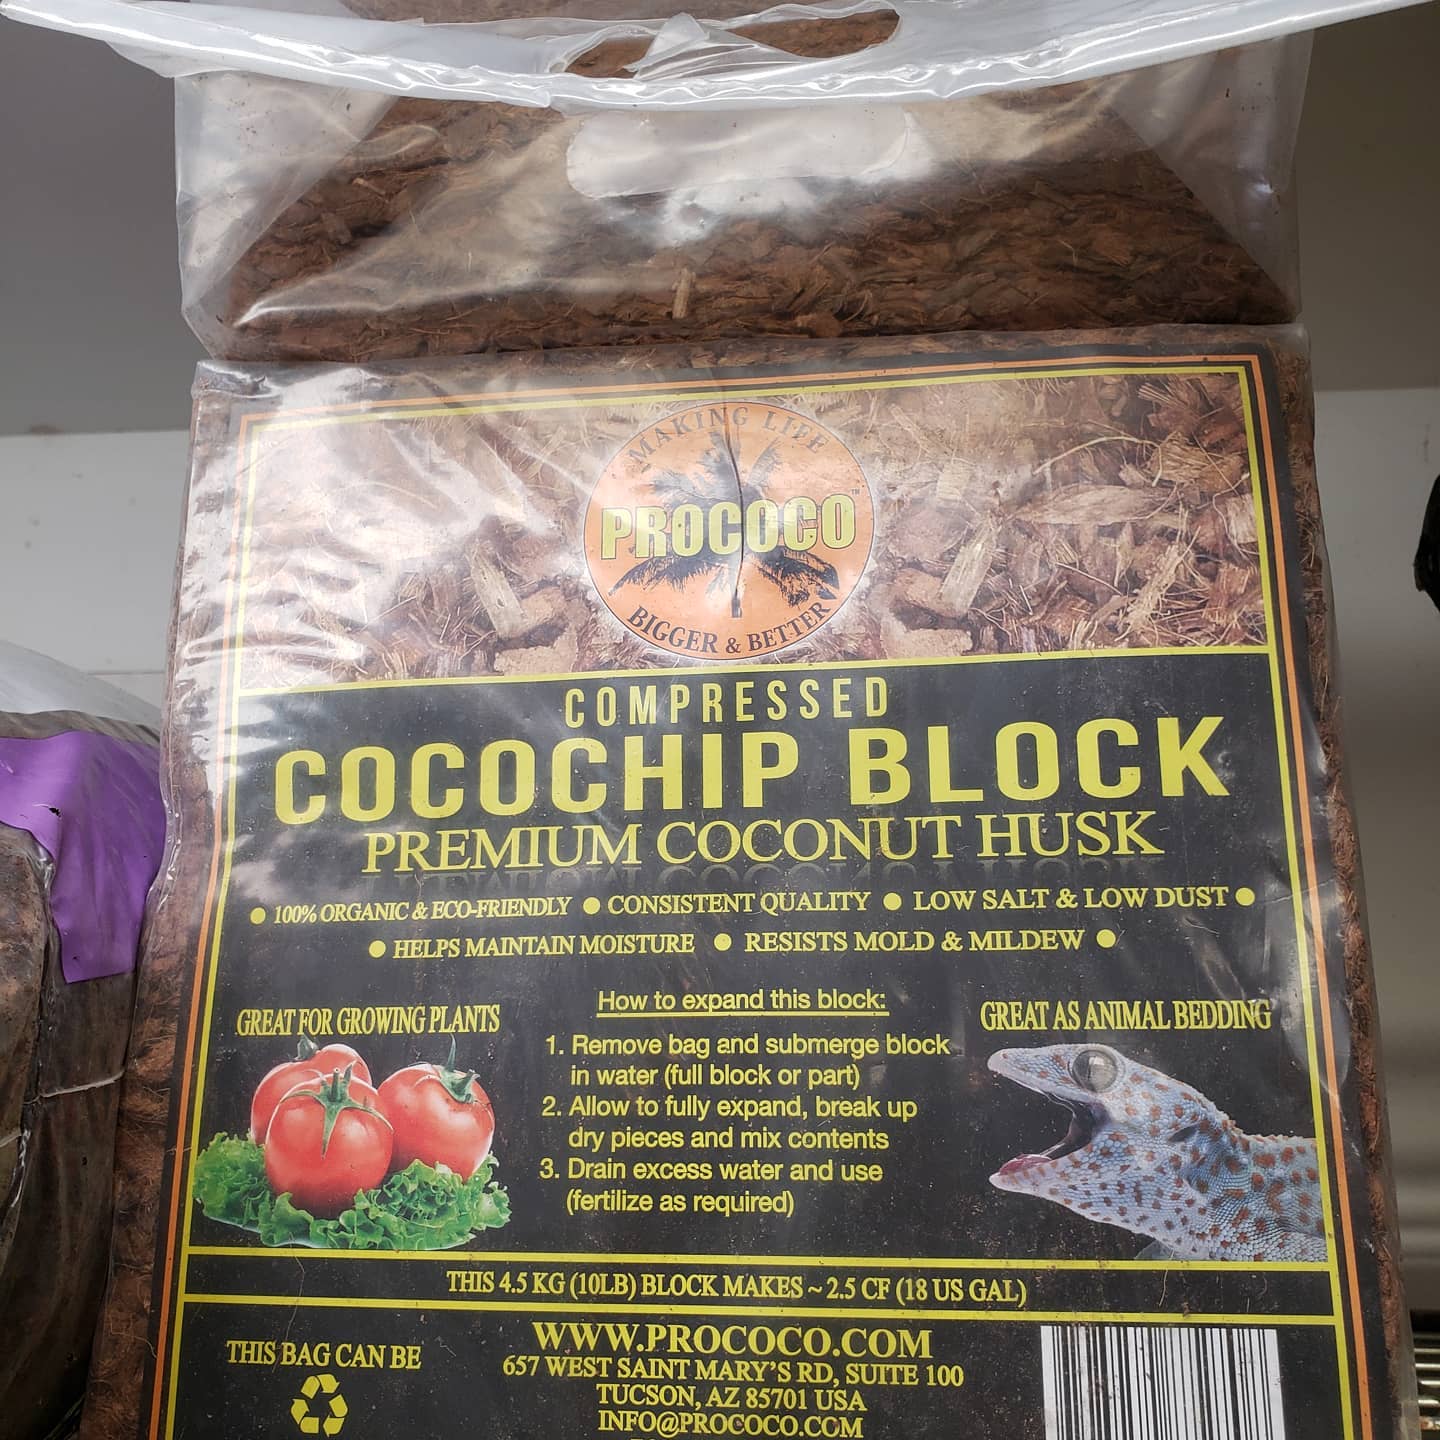 MAKING LIFE
PROCOCO™
BIGGER & BETTER
COMPRESSED
COCOCHIP BLOCK
PREMIUM COCONUT HUSK
● 100% ORGANIC & ECO-FRIENDLY ● CONSISTENT QUALITY ● LOW SALT & LOW DUST ●
● HELPS MAINTAIN MOISTURE ● RESISTS MOLD & MILDEW ●
GREAT FOR GROWING PLANTS
How to expand this block:
1. Remove bag and submerge block
in water (full block or part)
2. Allow to fully expand, break up
dry pieces and mix contents
3. Drain excess water and use
(fertilize as required)
GREAT AS ANIMAL BEDDING
THIS 4.5 KG (10LB) BLOCK MAKES ~ 2.5 CF (18 US GAL)
THIS BAG CAN BE
WWW.PROCOCO.COM
657 WEST SAINT MARY'S RD, SUITE 100
TUCSON, AZ 85701 USA
INFO@PROCOCO.COM